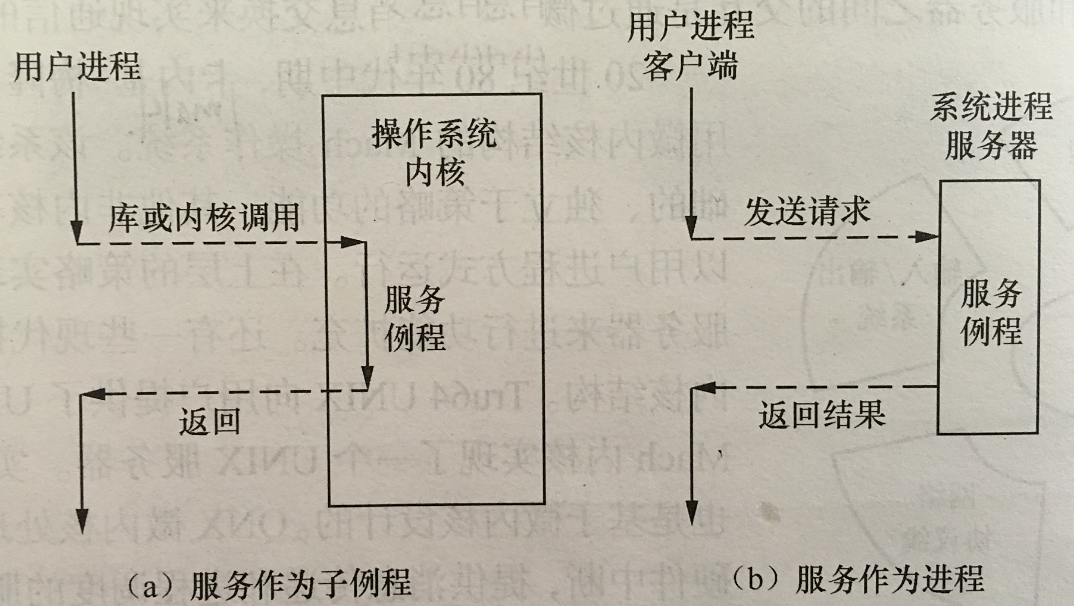 用户进程
操作系统
内核
库或内核调用
服务
例程
返回
(a)服务作为子例程
用户进程
客户端
系统进程
服务器
发送请求
服务
例程
返回结果
(b)服务作为进程